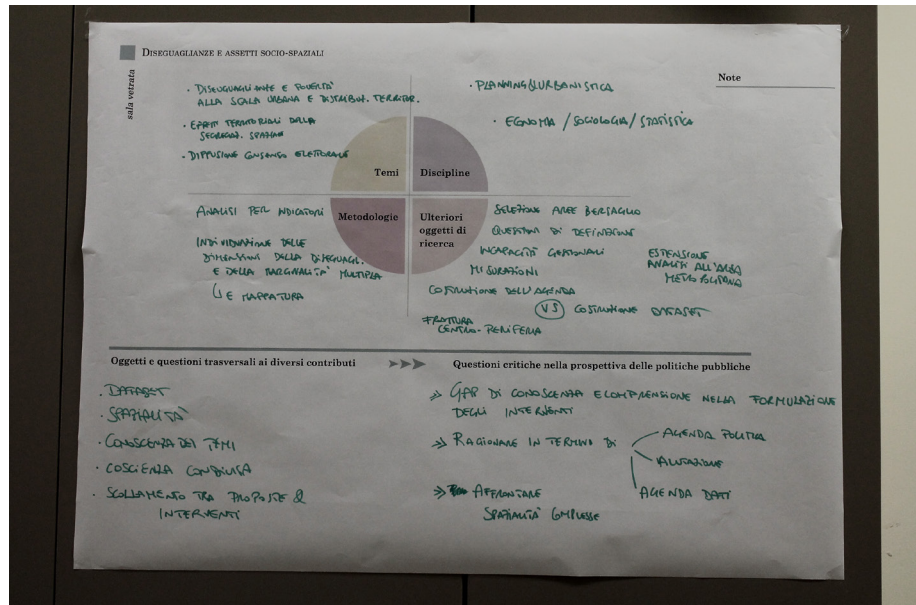 DISEGUAGLIANZE E ASSETTI SOCIO-SPAZIALI
sala vetrata
Note
• DISEGUAGLIANZE E POVERTA'
ALLA SCALA URBANA E DISTRIBUZ. TERRITOR.
• EFFETTI TERRITORIALI DELLA
SEGREGAZ. SPAZIALE
• DIFFUSIONE CONSENSO ELETTORALE
Temi
• PLANNING & URBANISTICA
• ECONOMIA / SOCIOLOGIA / STATISTICA
Discipline
Metodologie
ANALISI PER INDICATORI
INDIVIDUAZIONE DELLE
DIMENSIONI DELLA DISEGUAGL.
E DELLA MARGINALITA' MULTIPLA
↳ E MAPPATURA
Ulteriori
oggetti di
ricerca
SELEZIONE AREE BERSAGLIO
QUESTIONI DI DEFINIZIONE
INCAPACITÀ GESTIONALI
MISURAZIONI
COSTRUZIONE DELL'AGENDA
VS COSTRUZIONE DATASET
FRATTURA
CENTRO-PERIFERIA
ESTENSIONE
ANALISI ALL'AREA
METROPOLITANA
Oggetti e questioni trasversali ai diversi contributi
• DATASET
• SPAZIALITÀ
• CONOSCENZA DEI TEMI
• COSCIENZA CONDIVISA
• SCOLLAMENTO TRA PROPOSTE &
INTERVENTI
Questioni critiche nella prospettiva delle politiche pubbliche
GAP DI CONOSCENZA E COMPRENSIONE NELLA FORMULAZIONE
DEGLI INTERVENTI
RAGIONARE IN TERMINI DI
AGENDA POLITICA
VALUTAZIONE
AGENDA DATI
AFFRONTARE
SPAZIALITÀ COMPLESSE